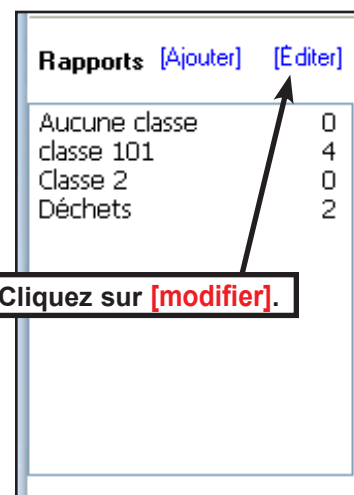 Rapports [Ajouter] [Éditer]
Aucune classe 0
classe 101 4
Classe 2 0
Déchets 2
Cliquez sur [modifier].